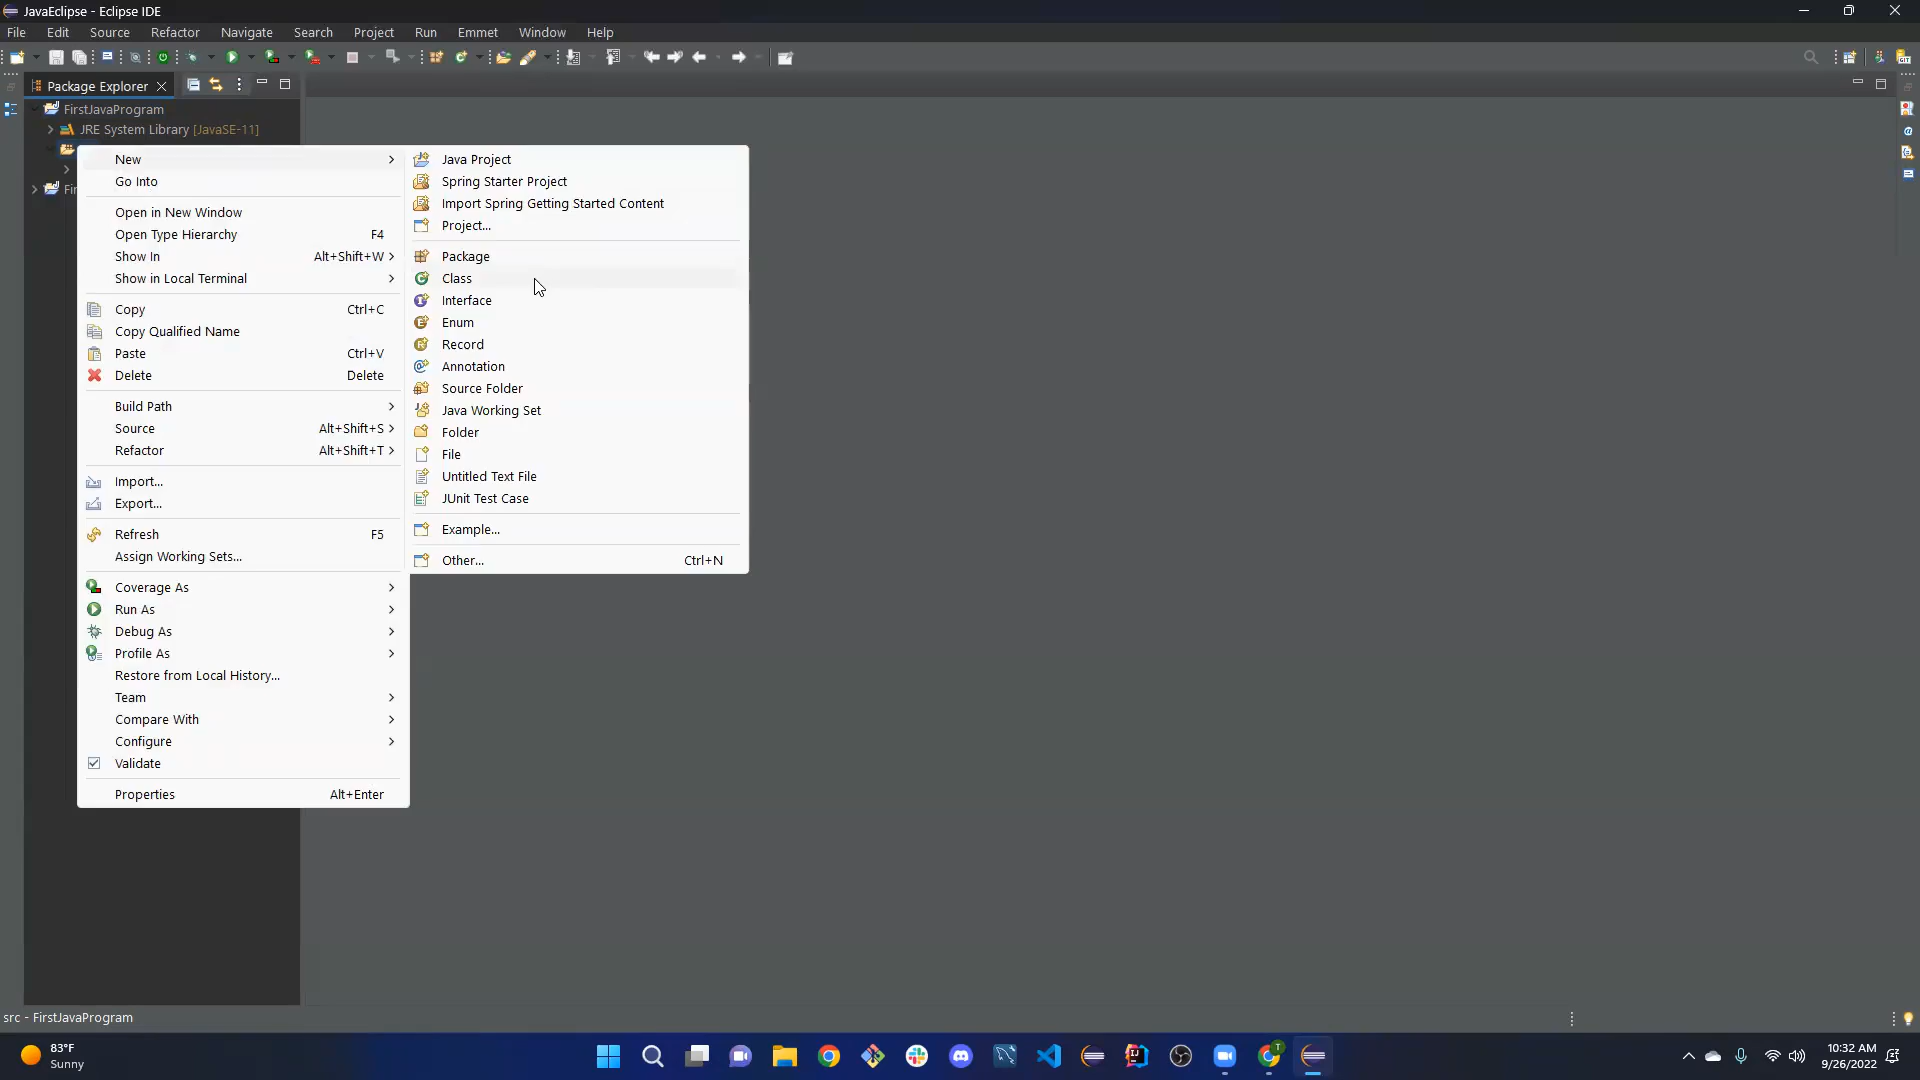 JavaEclipse - Eclipse IDE
File Edit Source Refactor Navigate Search Project Run Emmet Window Help
Package Explorer
FirstJavaProgram
JRE System Library [JavaSE-11]
Fir
New
Go Into
Open in New Window
Open Type Hierarchy F4
Show In Alt+Shift+W
Show in Local Terminal
Copy Ctrl+C
Copy Qualified Name
Paste Ctrl+V
Delete Delete
Build Path
Source Alt+Shift+S
Refactor Alt+Shift+T
Import...
Export...
Refresh F5
Assign Working Sets...
Coverage As
Run As
Debug As
Profile As
Restore from Local History...
Team
Compare With
Configure
Validate
Properties Alt+Enter
Java Project
Spring Starter Project
Import Spring Getting Started Content
Project...
Package
Class
Interface
Enum
Record
Annotation
Source Folder
Java Working Set
Folder
File
Untitled Text File
JUnit Test Case
Example...
Other... Ctrl+N
src - FirstJavaProgram
83°F
Sunny
10:32 AM
9/26/2022